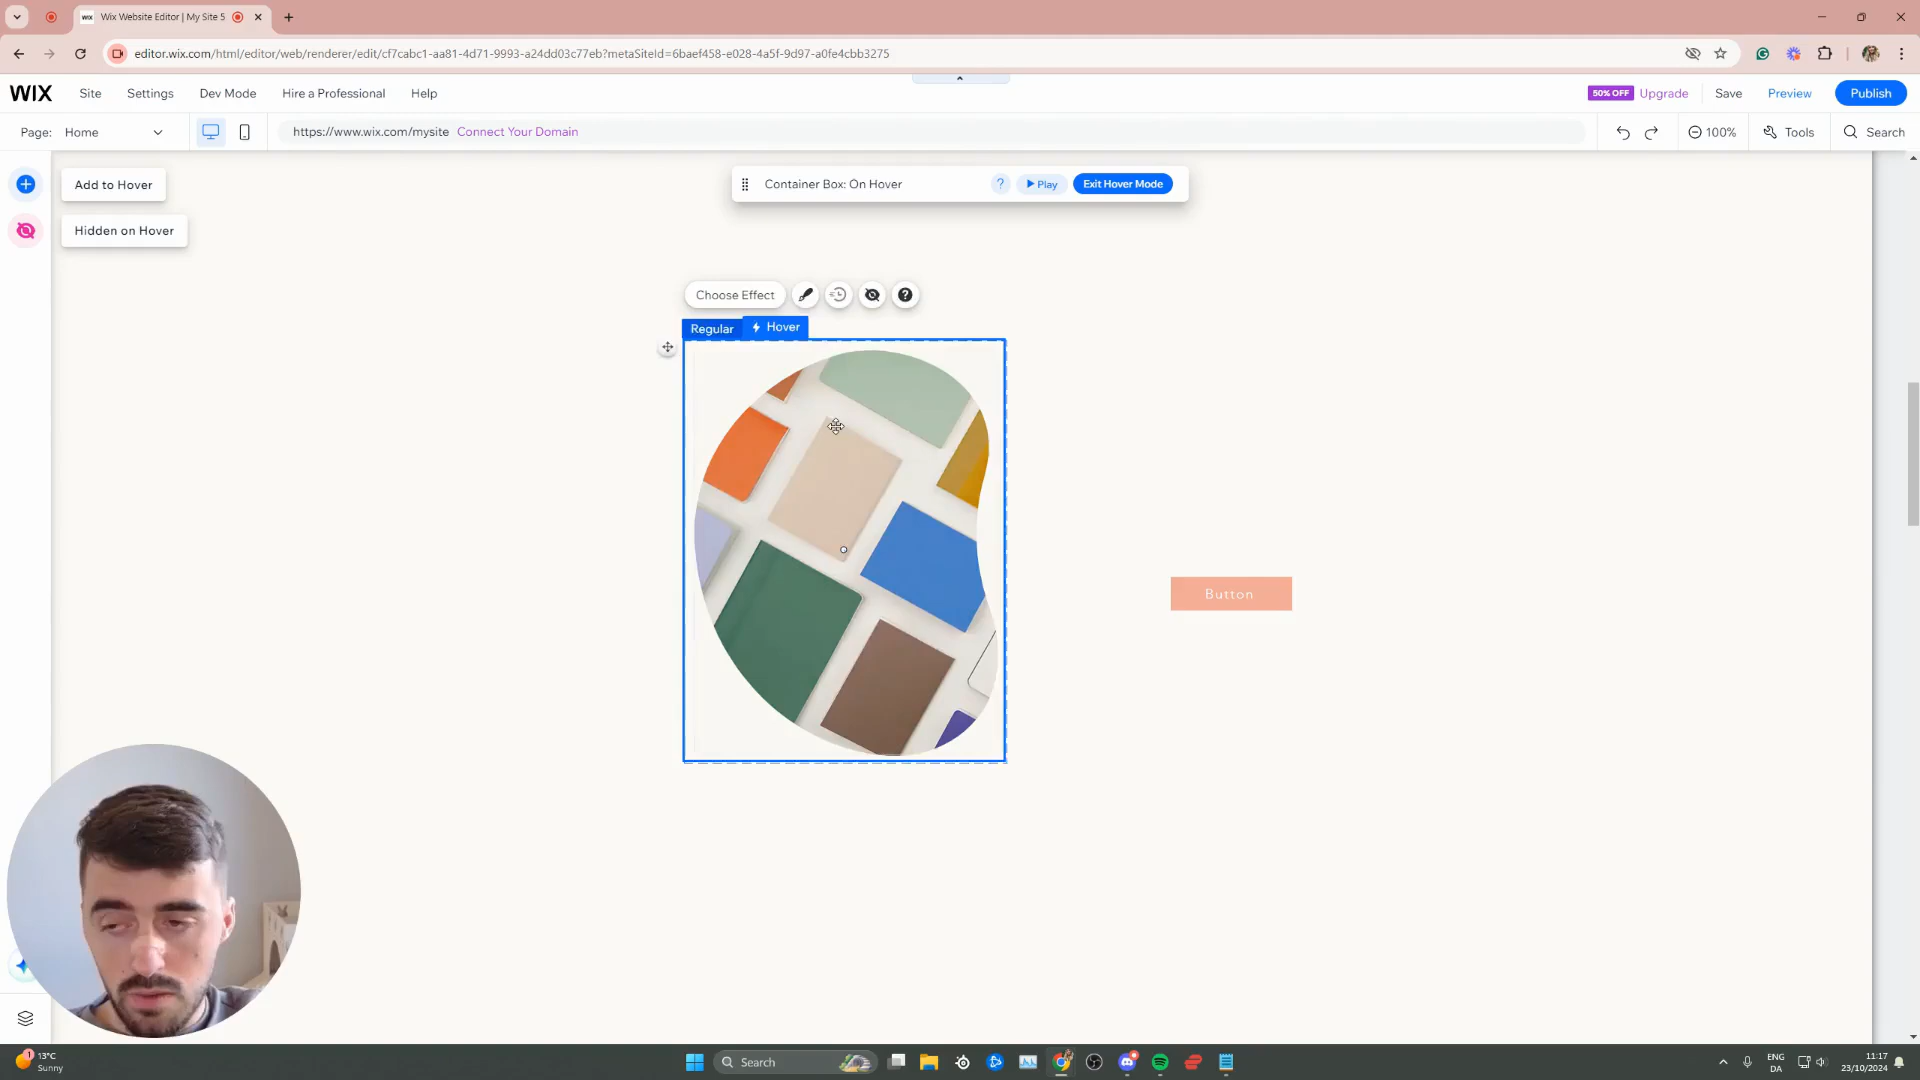 Wix Website Editor | My Site 5
editor.wix.com/html/editor/web/renderer/edit/cf7cabc1-aa81-4d71-9993-a24dd03c77eb?metaSiteId=6baef458-e028-4a5f-9d97-a0fe4cbb3275
WIX Site Settings Dev Mode Hire a Professional Help 50% OFF Upgrade Save Preview Publish
Page: Home https://www.wix.com/mysite Connect Your Domain 100% Tools Search
Add to Hover
Container Box: On Hover ? Play Exit Hover Mode
Hidden on Hover
Choose Effect
Regular Hover
Button
13°C
Sunny
Search
ENG
DA
11:17
23/10/2024